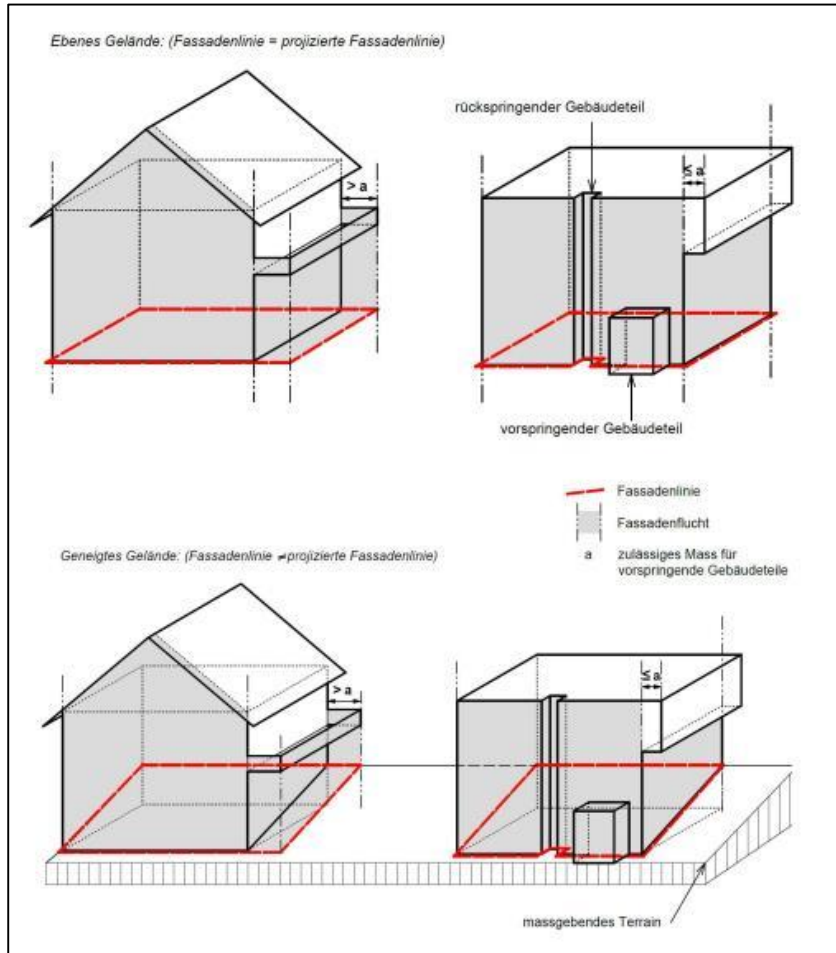 Ebenes Gelände: (Fassadenlinie = projizierte Fassadenlinie)
rückspringender Gebäudeteil
> a
≤ a
vorspringender Gebäudeteil
Fassadenlinie
Fassadenflucht
a zulässiges Mass für
vorspringende Gebäudeteile
Geneigtes Gelände: (Fassadenlinie ≠projizierte Fassadenlinie)
> a
≤ a
massgebendes Terrain